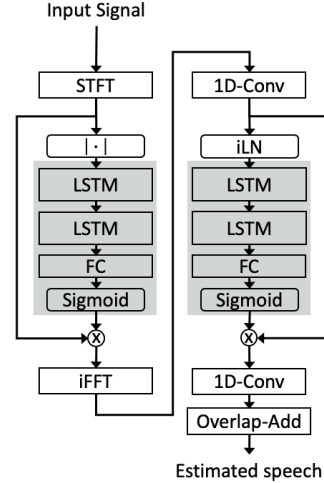 Input Signal
STFT
|·|
LSTM
LSTM
FC
Sigmoid
X
iFFT
1D-Conv
iLN
LSTM
LSTM
FC
Sigmoid
X
1D-Conv
Overlap-Add
Estimated speech